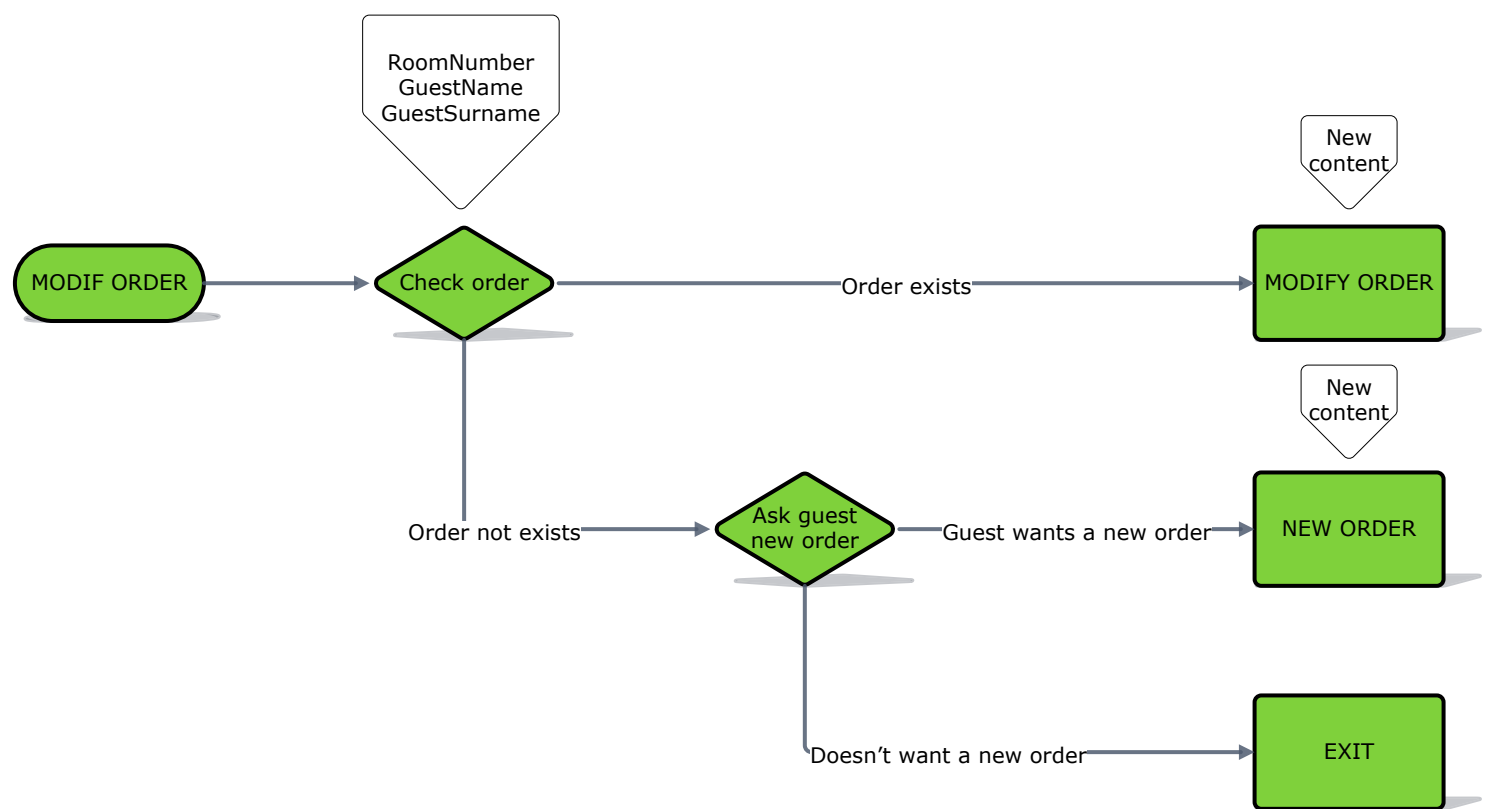 RoomNumber
GuestName
GuestSurname
New
content
MODIF ORDER
Check order
Order exists
MODIFY ORDER
New
content
Order not exists
Ask guest
new order
Guest wants a new order
NEW ORDER
Doesn’t want a new order
EXIT